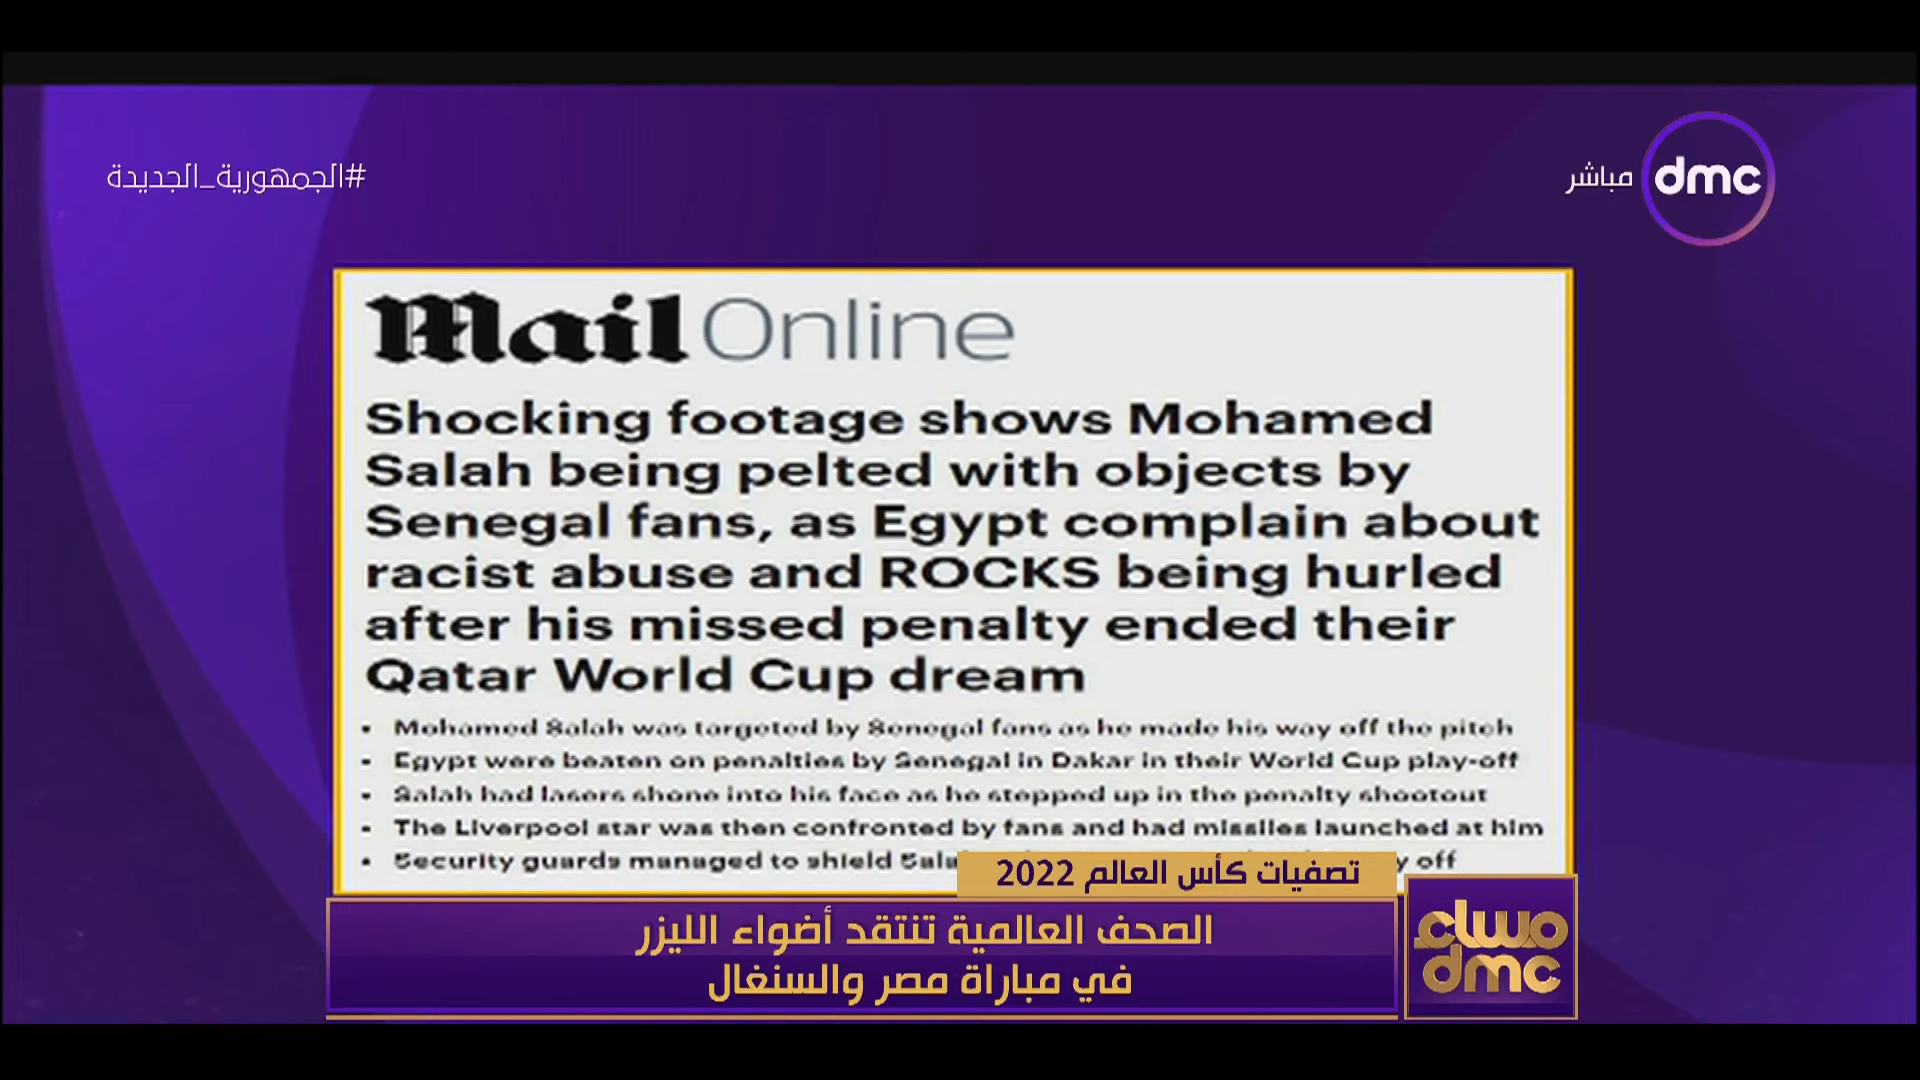 #الجمهورية_الجديدة
مباشر
dmc
Mail Online
Shocking footage shows Mohamed
Salah being pelted with objects by
Senegal fans, as Egypt complain about
racist abuse and ROCKS being hurled
after his missed penalty ended their
Qatar World Cup dream
• Mohamed Salah was targeted by Senegal fans as he made his way off the pitch
• Egypt were beaten on penalties by Senegal in Dakar in their World Cup play-off
• Salah had lasers shone into his face as he stepped up in the penalty shootout
• The Liverpool star was then confronted by fans and had missiles launched at him
• Security guards managed to shield off
تصفيات كأس العالم 2022
الصحف العالمية تنتقد أضواء الليزر
في مباراة مصر والسنغال
مساء
dmc